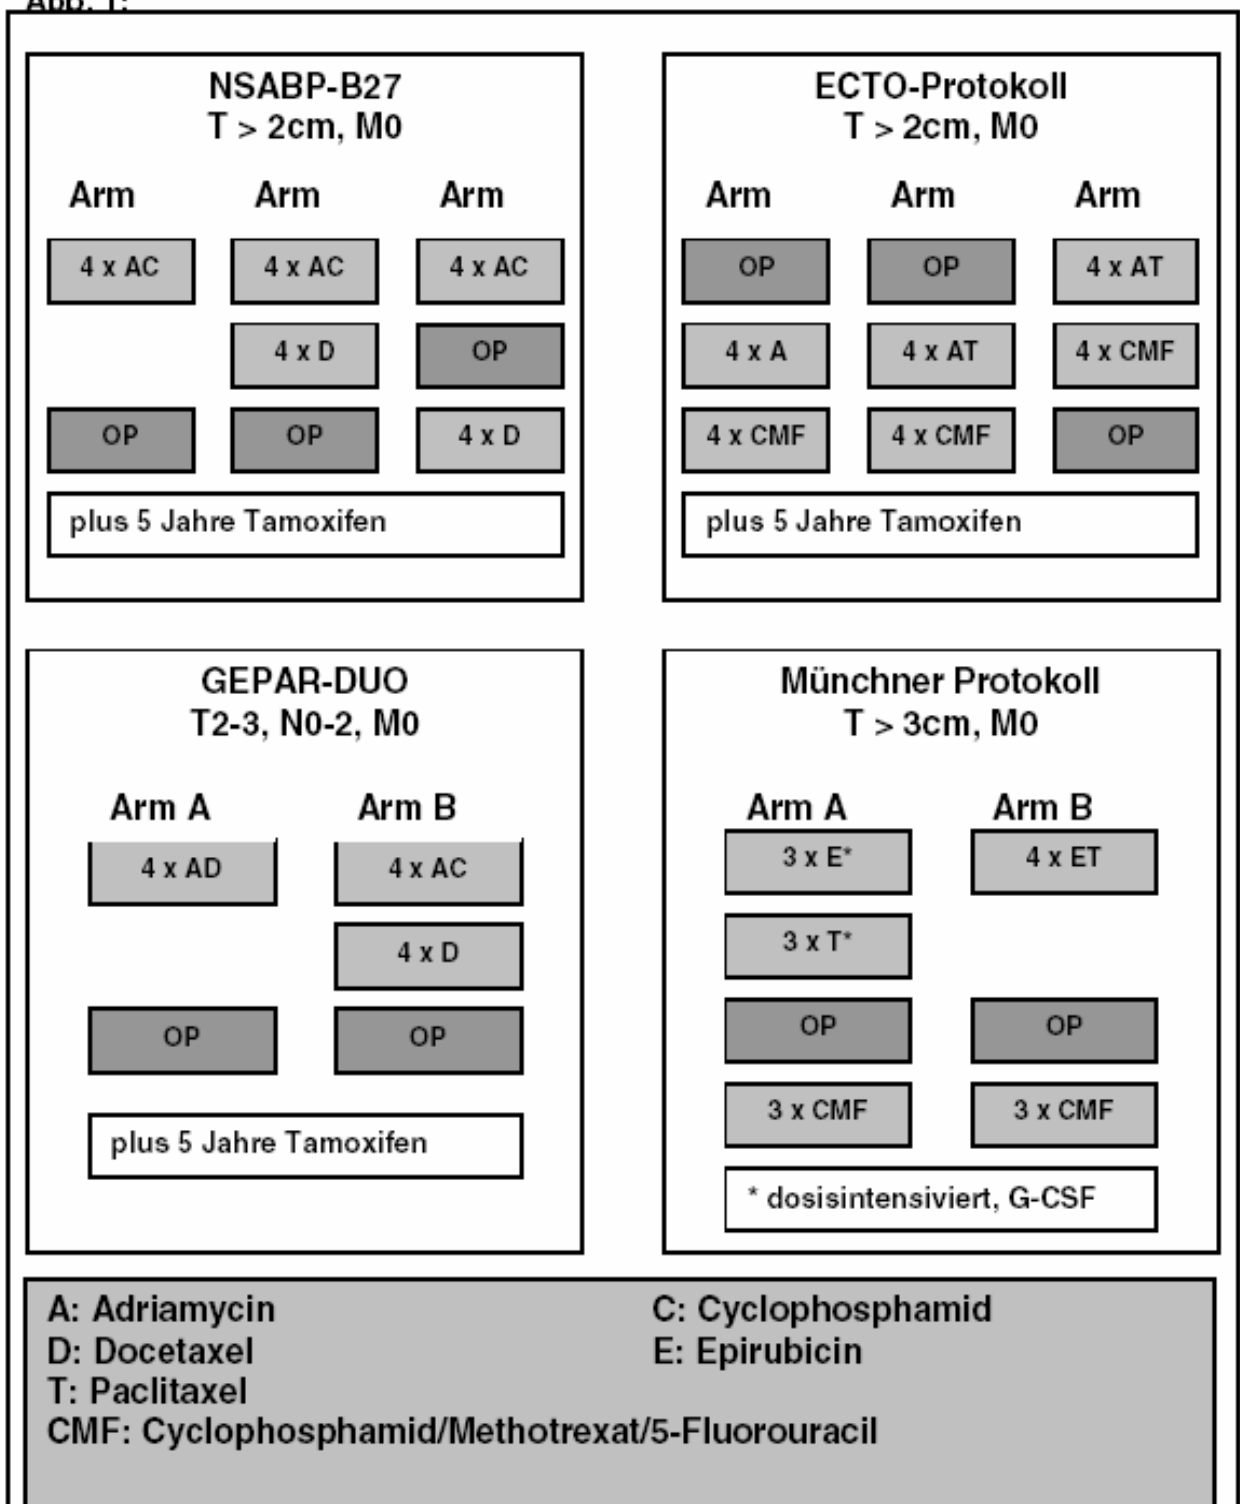 Abb. 1:
NSABP-B27
T > 2cm, M0
Arm Arm Arm
4 x AC 4 x AC 4 x AC
4 x D OP
OP OP 4 x D
plus 5 Jahre Tamoxifen
ECTO-Protokoll
T > 2cm, M0
Arm Arm Arm
OP OP 4 x AT
4 x A 4 x AT 4 x CMF
4 x CMF 4 x CMF OP
plus 5 Jahre Tamoxifen
GEPAR-DUO
T2-3, N0-2, M0
Arm A Arm B
4 x AD 4 x AC
4 x D
OP OP
plus 5 Jahre Tamoxifen
Münchner Protokoll
T > 3cm, M0
Arm A Arm B
3 x E* 4 x ET
3 x T*
OP OP
3 x CMF 3 x CMF
* dosisintensiviert, G-CSF
A: Adriamycin C: Cyclophosphamid
D: Docetaxel E: Epirubicin
T: Paclitaxel
CMF: Cyclophosphamid/Methotrexat/5-Fluorouracil